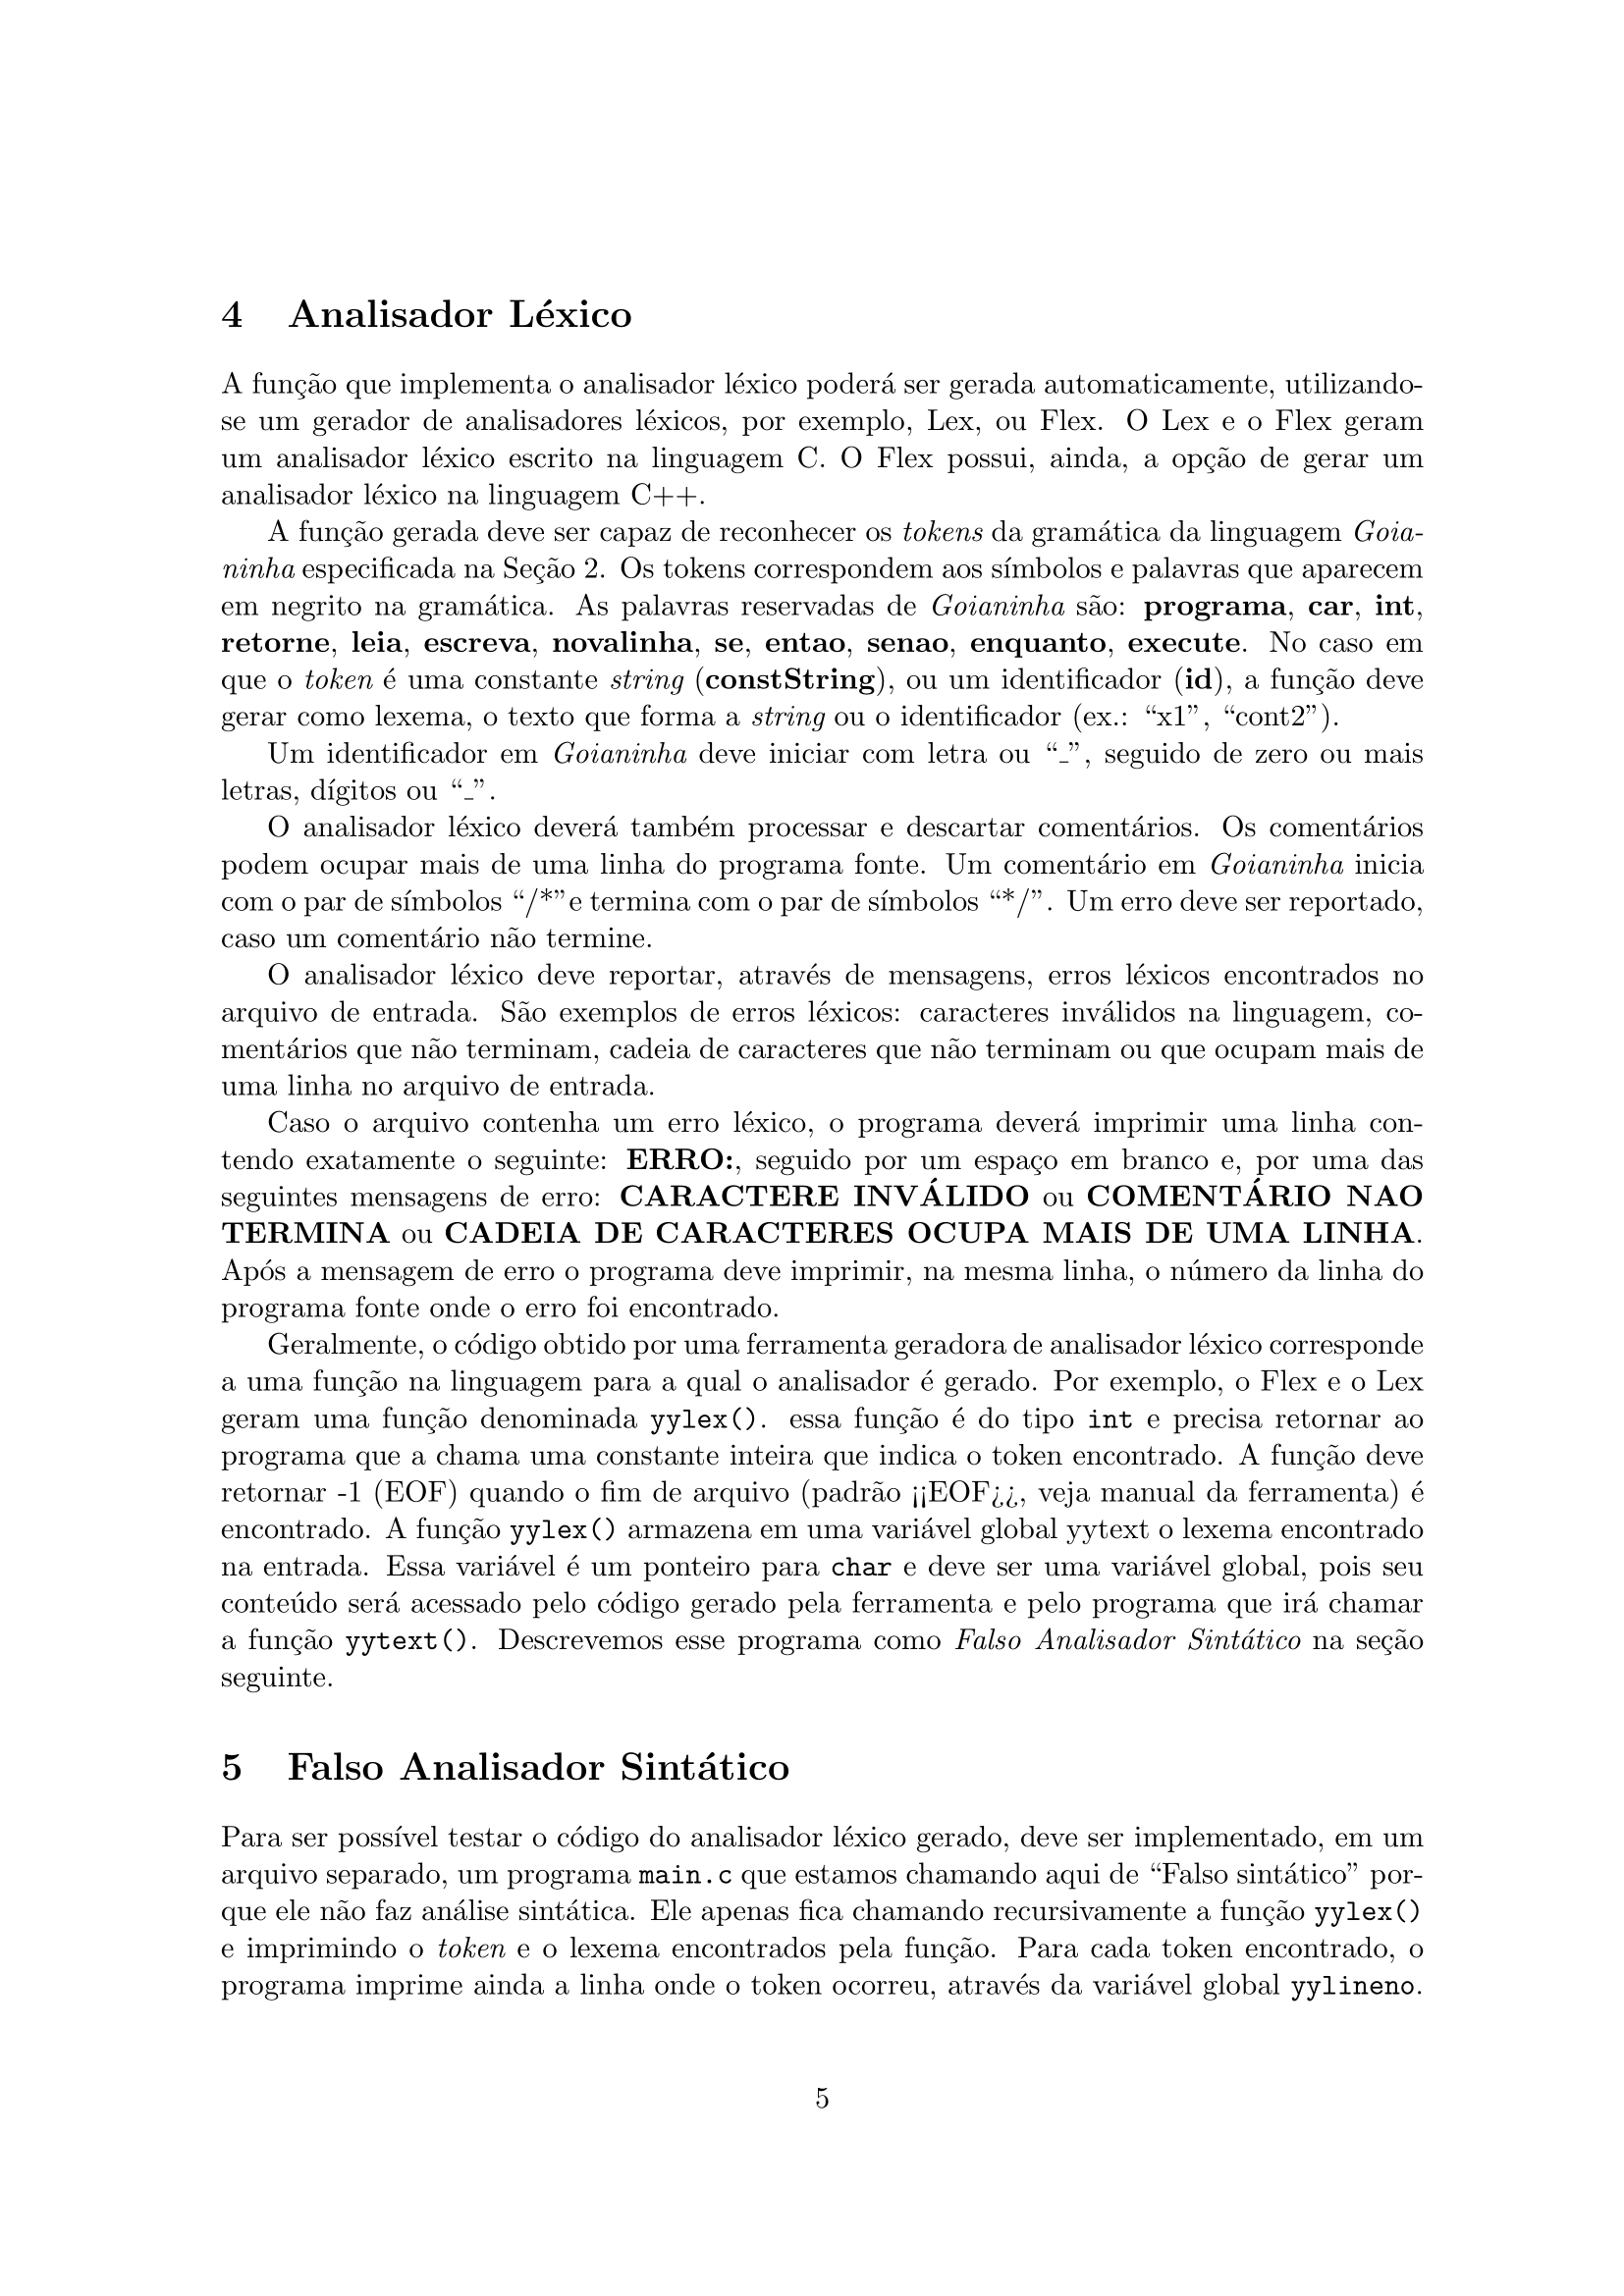 4 Analisador Léxico
A função que implementa o analisador léxico poderá ser gerada automaticamente, utilizando-
se um gerador de analisadores léxicos, por exemplo, Lex, ou Flex. O Lex e o Flex geram
um analisador léxico escrito na linguagem C. O Flex possui, ainda, a opção de gerar um
analisador léxico na linguagem C++.
A função gerada deve ser capaz de reconhecer os tokens da gramática da linguagem Goia-
ninha especificada na Seção 2. Os tokens correspondem aos símbolos e palavras que aparecem
em negrito na gramática. As palavras reservadas de Goianinha são: programa, car, int,
retorne, leia, escreva, novalinha, se, entao, senao, enquanto, execute. No caso em
que o token é uma constante string (constString), ou um identificador (id), a função deve
gerar como lexema, o texto que forma a string ou o identificador (ex.: “x1”, “cont2”).
Um identificador em Goianinha deve iniciar com letra ou “_”, seguido de zero ou mais
letras, dígitos ou “_”.
O analisador léxico deverá também processar e descartar comentários. Os comentários
podem ocupar mais de uma linha do programa fonte. Um comentário em Goianinha inicia
com o par de símbolos “/*”e termina com o par de símbolos “*/”. Um erro deve ser reportado,
caso um comentário não termine.
O analisador léxico deve reportar, através de mensagens, erros léxicos encontrados no
arquivo de entrada. São exemplos de erros léxicos: caracteres inválidos na linguagem, co-
mentários que não terminam, cadeia de caracteres que não terminam ou que ocupam mais de
uma linha no arquivo de entrada.
Caso o arquivo contenha um erro léxico, o programa deverá imprimir uma linha con-
tendo exatamente o seguinte: ERRO:, seguido por um espaço em branco e, por uma das
seguintes mensagens de erro: CARACTERE INVÁLIDO ou COMENTÁRIO NAO
TERMINA ou CADEIA DE CARACTERES OCUPA MAIS DE UMA LINHA.
Após a mensagem de erro o programa deve imprimir, na mesma linha, o número da linha do
programa fonte onde o erro foi encontrado.
Geralmente, o código obtido por uma ferramenta geradora de analisador léxico corresponde
a uma função na linguagem para a qual o analisador é gerado. Por exemplo, o Flex e o Lex
geram uma função denominada yylex(). essa função é do tipo int e precisa retornar ao
programa que a chama uma constante inteira que indica o token encontrado. A função deve
retornar -1 (EOF) quando o fim de arquivo (padrão ¡¡EOF¿¿, veja manual da ferramenta) é
encontrado. A função yylex() armazena em uma variável global yytext o lexema encontrado
na entrada. Essa variável é um ponteiro para char e deve ser uma variável global, pois seu
conteúdo será acessado pelo código gerado pela ferramenta e pelo programa que irá chamar
a função yytext(). Descrevemos esse programa como Falso Analisador Sintático na seção
seguinte.
5 Falso Analisador Sintático
Para ser possível testar o código do analisador léxico gerado, deve ser implementado, em um
arquivo separado, um programa main.c que estamos chamando aqui de “Falso sintático” por-
que ele não faz análise sintática. Ele apenas fica chamando recursivamente a função yylex()
e imprimindo o token e o lexema encontrados pela função. Para cada token encontrado, o
programa imprime ainda a linha onde o token ocorreu, através da variável global yylineno.
5